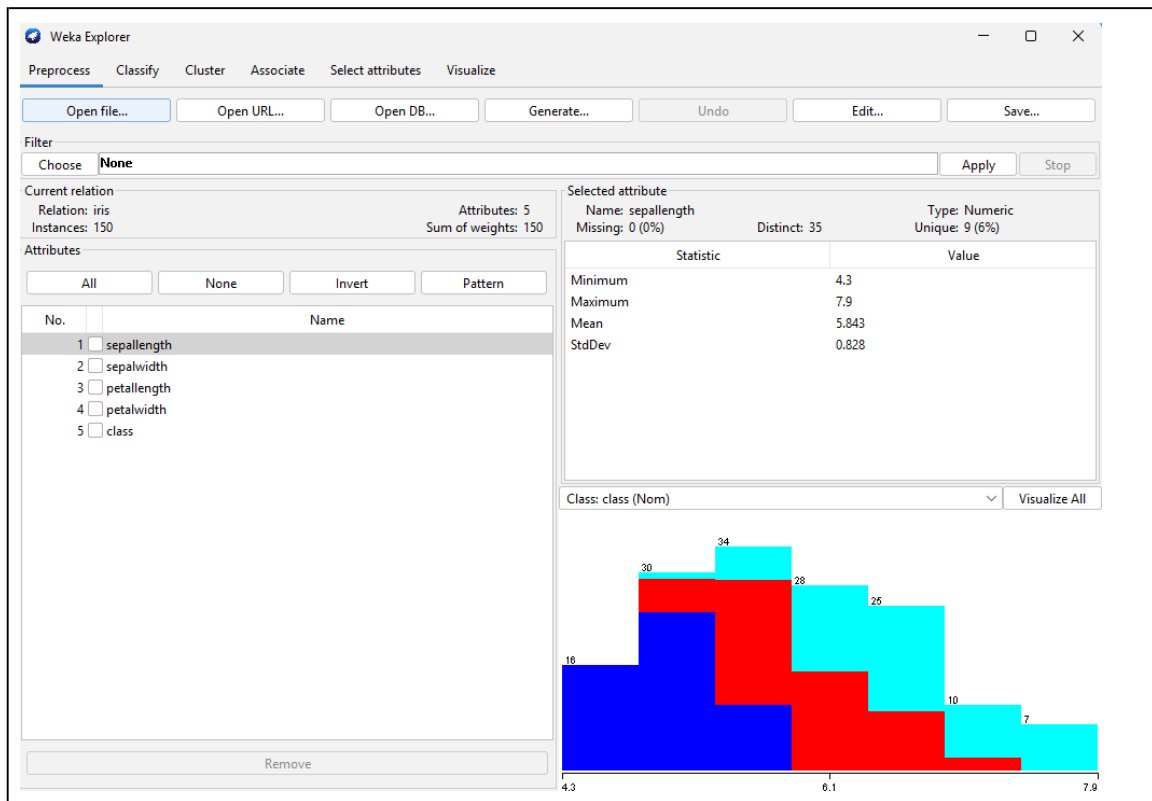 Weka Explorer
Preprocess Classify Cluster Associate Select attributes Visualize
Open file... Open URL... Open DB... Generate... Undo Edit... Save...
Filter
Choose None Apply Stop
Current relation
Relation: iris Attributes: 5
Instances: 150 Sum of weights: 150
Attributes
All None Invert Pattern
No. Name
1 sepallength
2 sepalwidth
3 petallength
4 petalwidth
5 class
Remove
Selected attribute
Name: sepallength Type: Numeric
Missing: 0 (0%) Distinct: 35 Unique: 9 (6%)
Statistic Value
Minimum 4.3
Maximum 7.9
Mean 5.843
StdDev 0.828
Class: class (Nom) Visualize All
34
30
28
25
16
10
7
4.3 6.1 7.9